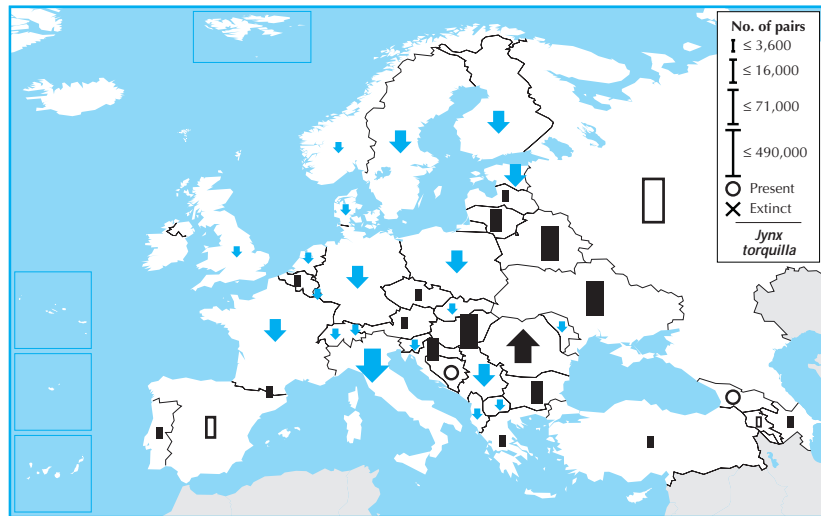 No. of pairs
≤ 3,600
≤ 16,000
≤ 71,000
≤ 490,000
Present
Extinct
Jynx
torquilla